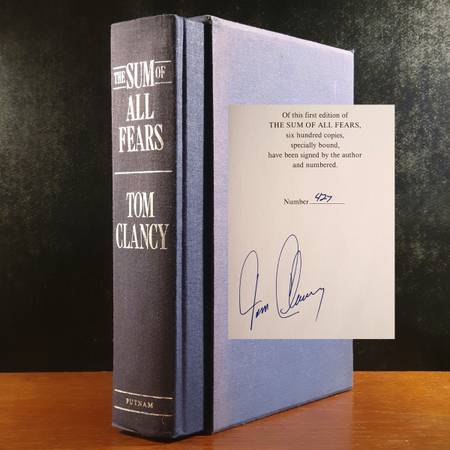 THE SUM OF
ALL
FEARS
TOM
CLANCY
PUTNAM
Of this first edition of
THE SUM OF ALL FEARS,
six hundred copies,
specially bound,
have been signed by the author
and numbered.
Number 427
Tom Clancy